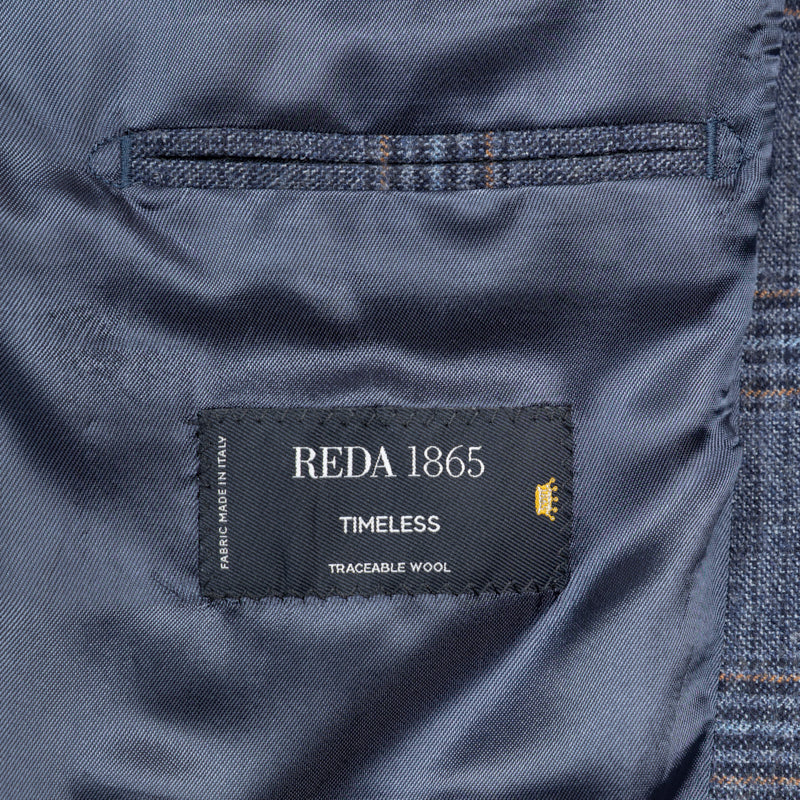 REDA 1865
TIMELESS
TRACEABLE WOOL
FABRIC MADE IN ITALY